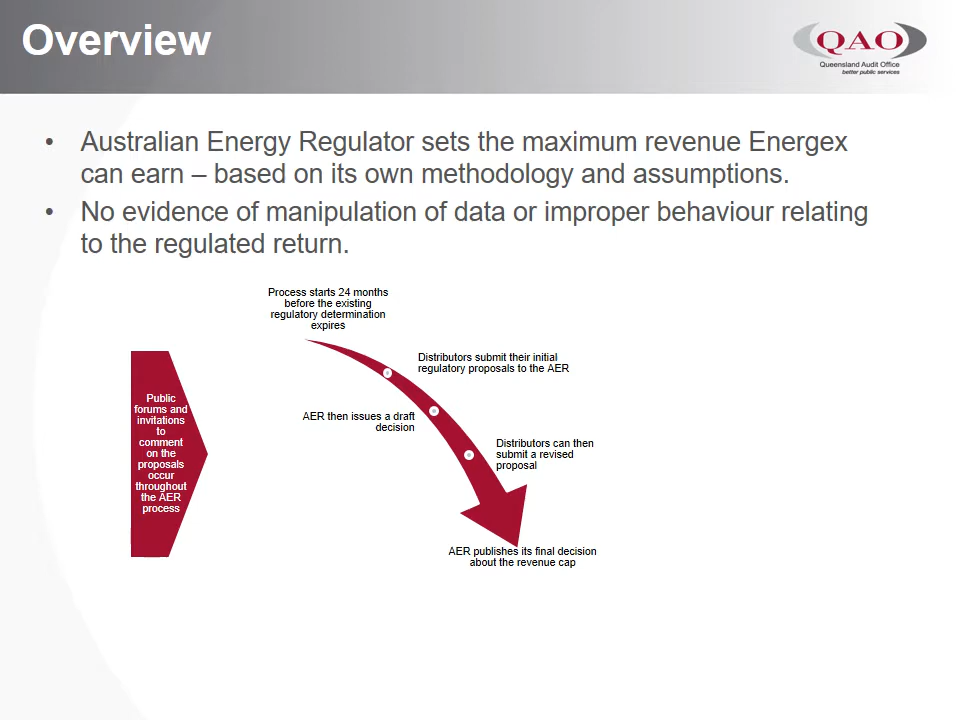 Overview
QAO
Queensland Audit Office
better public services
• Australian Energy Regulator sets the maximum revenue Energex
can earn – based on its own methodology and assumptions.
• No evidence of manipulation of data or improper behaviour relating
to the regulated return.
Process starts 24 months
before the existing
regulatory determination
expires
Public
forums and
invitations
to
comment
on the
proposals
occur
throughout
the AER
process
Distributors submit their initial
regulatory proposals to the AER
AER then issues a draft
decision
Distributors can then
submit a revised
proposal
AER publishes its final decision
about the revenue cap